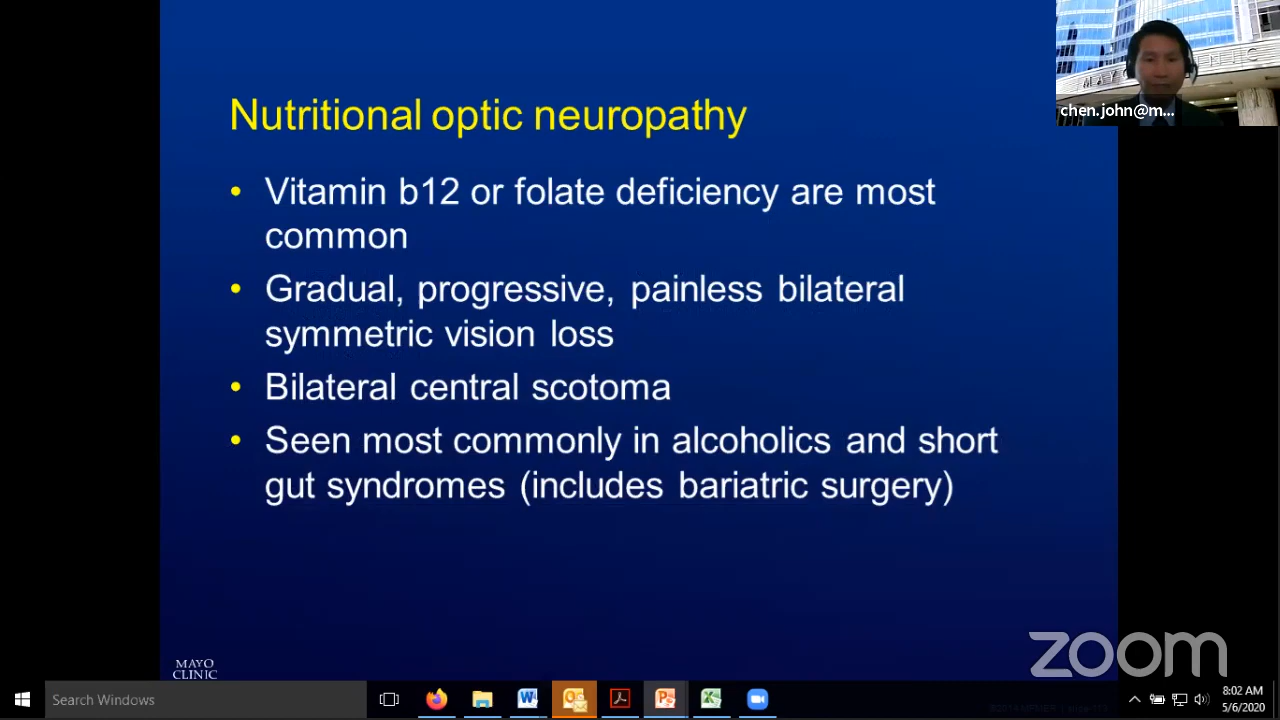 Nutritional optic neuropathy
• Vitamin b12 or folate deficiency are most
common
• Gradual, progressive, painless bilateral
symmetric vision loss
• Bilateral central scotoma
• Seen most commonly in alcoholics and short
gut syndromes (includes bariatric surgery)
chen.john@m...
MAYO
CLINIC
zoom
Search Windows
8:02 AM
5/6/2020